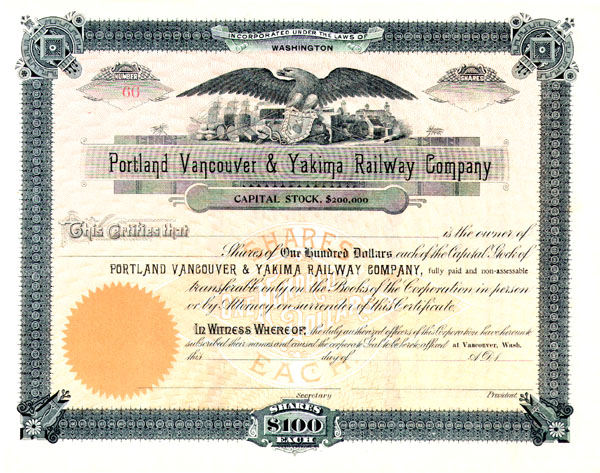 INCORPORATED UNDER THE LAWS OF
WASHINGTON
NUMBER
60
SHARES
Portland Vancouver & Yakima Railway Company
CAPITAL STOCK, $200,000
This Certifies that
is the owner of
Shares of One Hundred Dollars each of the Capital Stock of
PORTLAND VANCOUVER & YAKIMA RAILWAY COMPANY, fully paid and non-assessable
transferable only in the Books of the Corporation in person
or by Attorney on surrender of this Certificate.
IN WITNESS WHEREOF, the duly authorized officers of this Corporation have hereunto
subscribed their names and caused the corporate Seal to be hereto affixed at Vancouver, Wash.
this day of A.D. 1
SHARES
EACH
Secretary
President
SHARES
$100
EACH